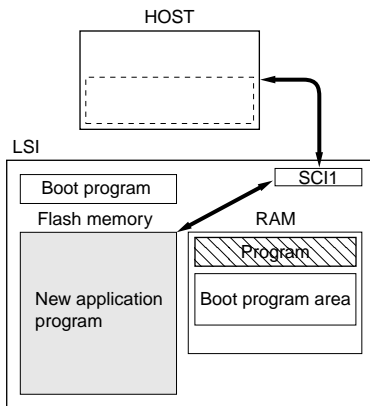 HOST
LSI
SCI1
Boot program
Flash memory
RAM
Program
Boot program area
New application
program